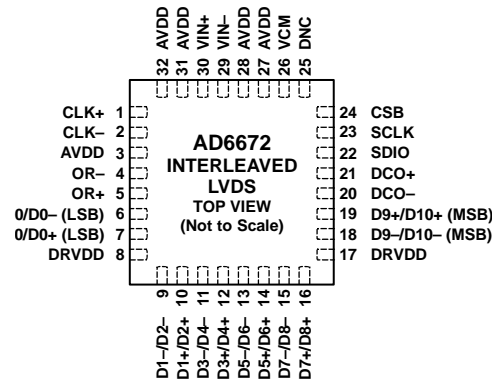 32 AVDD
31 AVDD
30 VIN+
29 VIN–
28 AVDD
27 AVDD
26 VCM
25 DNC
CLK+ 1
CLK– 2
AVDD 3
OR– 4
OR+ 5
0/D0– (LSB) 6
0/D0+ (LSB) 7
DRVDD 8
AD6672
INTERLEAVED
LVDS
TOP VIEW
(Not to Scale)
24 CSB
23 SCLK
22 SDIO
21 DCO+
20 DCO–
19 D9+/D10+ (MSB)
18 D9–/D10– (MSB)
17 DRVDD
D1–/D2– 9
D1+/D2+ 10
D3–/D4– 11
D3+/D4+ 12
D5–/D6– 13
D5+/D6+ 14
D7–/D8– 15
D7+/D8+ 16